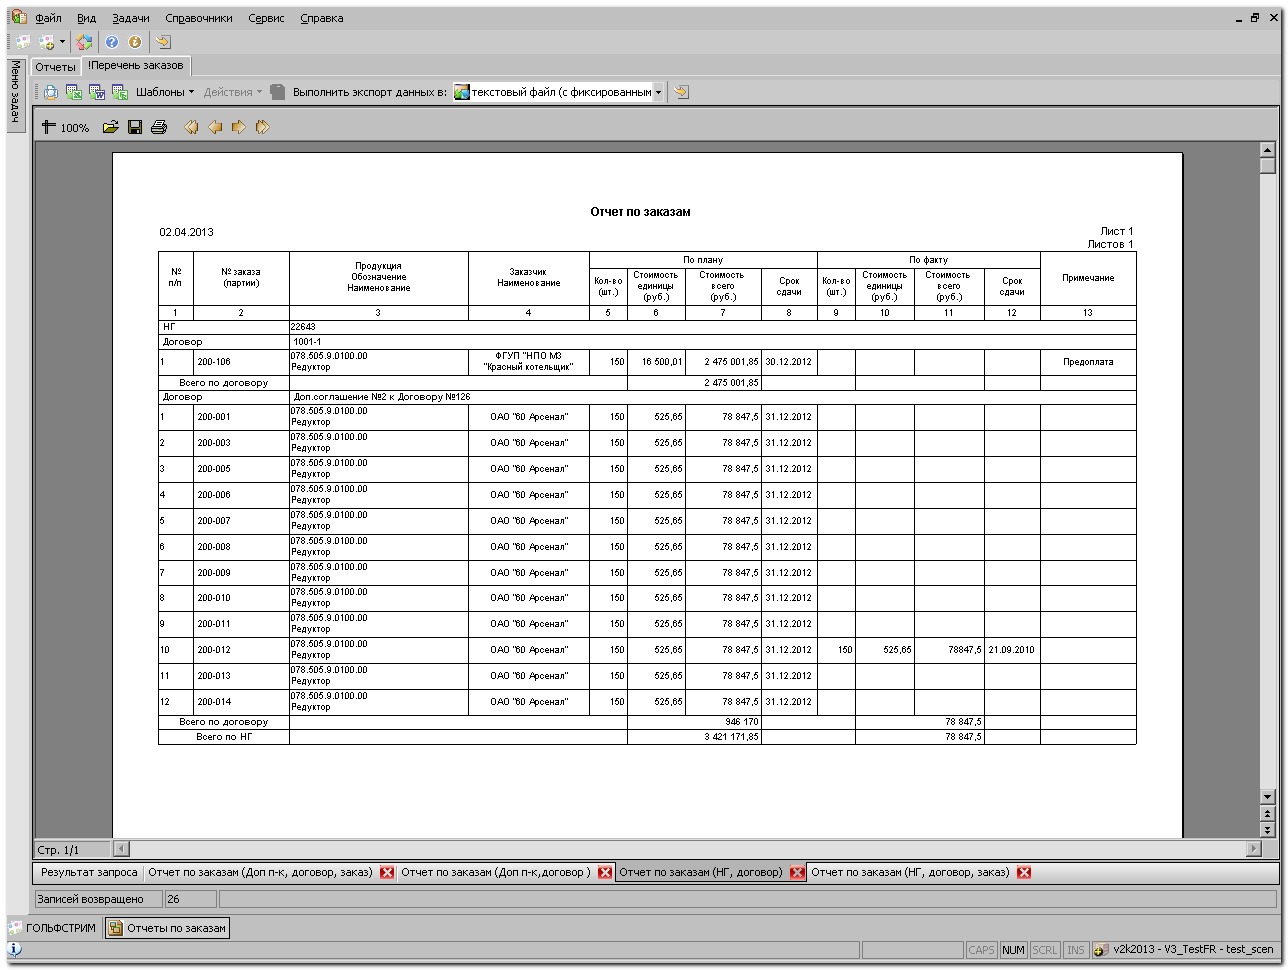 Файл Вид Задачи Справочники Сервис Справка
Меню задач
Отчеты !Перечень заказов
Шаблоны Действия Выполнить экспорт данных в: текстовый файл (с фиксированным
100%
Отчет по заказам
02.04.2013 Лист 1
Листов 1
№ п/п № заказа (партии) Продукция Обозначение Наименование Заказчик Наименование По плану По факту Примечание
Кол-во (шт.) Стоимость единицы (руб.) Стоимость всего (руб.) Срок сдачи Кол-во (шт.) Стоимость единицы (руб.) Стоимость всего (руб.) Срок сдачи
1 2 3 4 5 6 7 8 9 10 11 12 13
НГ 22643
Договор 1001-1
1 200-106 078.505.9.0100.00 Редуктор ФГУП "НПО МЗ "Красный котельщик" 150 16 500,01 2 475 001,85 30.12.2012 Предоплата
Всего по договору 2 475 001,85
Договор Доп.соглашение №2 к Договору №126
1 200-001 078.505.9.0100.00 Редуктор ОАО "60 Арсенал" 150 525,65 78 847,5 31.12.2012
2 200-003 078.505.9.0100.00 Редуктор ОАО "60 Арсенал" 150 525,65 78 847,5 31.12.2012
3 200-005 078.505.9.0100.00 Редуктор ОАО "60 Арсенал" 150 525,65 78 847,5 31.12.2012
4 200-006 078.505.9.0100.00 Редуктор ОАО "60 Арсенал" 150 525,65 78 847,5 31.12.2012
5 200-007 078.505.9.0100.00 Редуктор ОАО "60 Арсенал" 150 525,65 78 847,5 31.12.2012
6 200-008 078.505.9.0100.00 Редуктор ОАО "60 Арсенал" 150 525,65 78 847,5 31.12.2012
7 200-009 078.505.9.0100.00 Редуктор ОАО "60 Арсенал" 150 525,65 78 847,5 31.12.2012
8 200-010 078.505.9.0100.00 Редуктор ОАО "60 Арсенал" 150 525,65 78 847,5 31.12.2012
9 200-011 078.505.9.0100.00 Редуктор ОАО "60 Арсенал" 150 525,65 78 847,5 31.12.2012
10 200-012 078.505.9.0100.00 Редуктор ОАО "60 Арсенал" 150 525,65 78 847,5 31.12.2012 150 525,65 78847,5 21.09.2010
11 200-013 078.505.9.0100.00 Редуктор ОАО "60 Арсенал" 150 525,65 78 847,5 31.12.2012
12 200-014 078.505.9.0100.00 Редуктор ОАО "60 Арсенал" 150 525,65 78 847,5 31.12.2012
Всего по договору 946 170 78 847,5
Всего по НГ 3 421 171,85 78 847,5
Стр. 1/1
Результат запроса Отчет по заказам (Доп п-к, договор, заказ) Отчет по заказам (Доп п-к,договор ) Отчет по заказам (НГ, договор) Отчет по заказам (НГ, договор, заказ)
Записей возвращено 26
ГОЛЬФСТРИМ Отчеты по заказам
CAPS NUM SCRL INS v2k2013 - V3_TestFR - test_scen